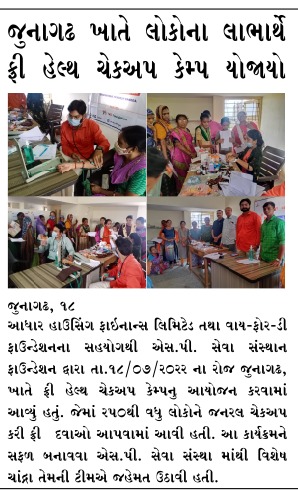 જુનાગઢ ખાતે લોકોના લાભાર્થે
ફ્રી હેલ્થ ચેકઅપ કેમ્પ યોજાયો
જુનાગઢ, ૧૮
આધાર હાઉસિંગ ફાઇનાન્સ લિમિટેડ તથા વાય-ફોર-ડી
ફાઉન્ડેશનના સહયોગથી એસ.પી. સેવા સંસ્થાન
ફાઉન્ડેશન દ્વારા તા.૧૮/૦૭/૨૦૨૨ ના રોજ જુનાગઢ,
ખાતે ફ્રી હેલ્થ ચેકઅપ કેમ્પનુ આયોજન કરવામાં
આવ્યું હતું. જેમાં ૨૫૦થી વધુ લોકોને જનરલ ચેકઅપ
કરી ફ્રી દવાઓ આપવામાં આવી હતી. આ કાર્યક્રમને
સફળ બનાવવા એસ.પી. સેવા સંસ્થા માંથી વિશેષ
ચાંદ્રા તેમની ટીમએ જહેમત ઉઠાવી હતી.